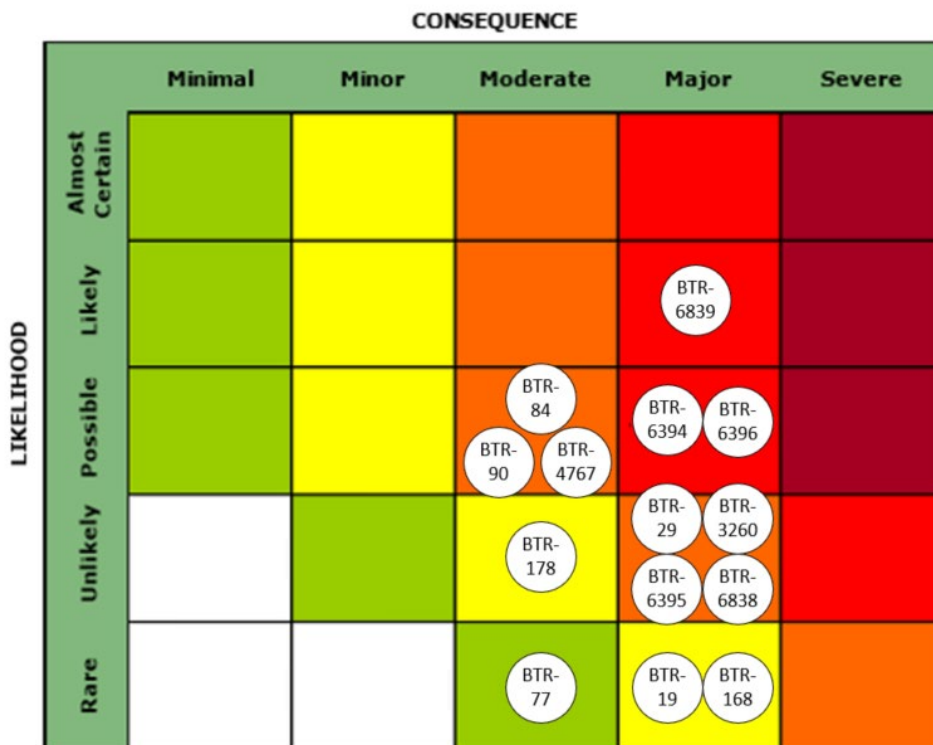 CONSEQUENCE
Minimal Minor Moderate Major Severe
LIKELIHOOD
Almost
Certain
Likely
BTR-
6839
Possible
BTR-
84
BTR-
90
BTR-
4767
BTR-
6394
BTR-
6396
Unlikely
BTR-
178
BTR-
29
BTR-
3260
BTR-
6395
BTR-
6838
Rare
BTR-
77
BTR-
19
BTR-
168